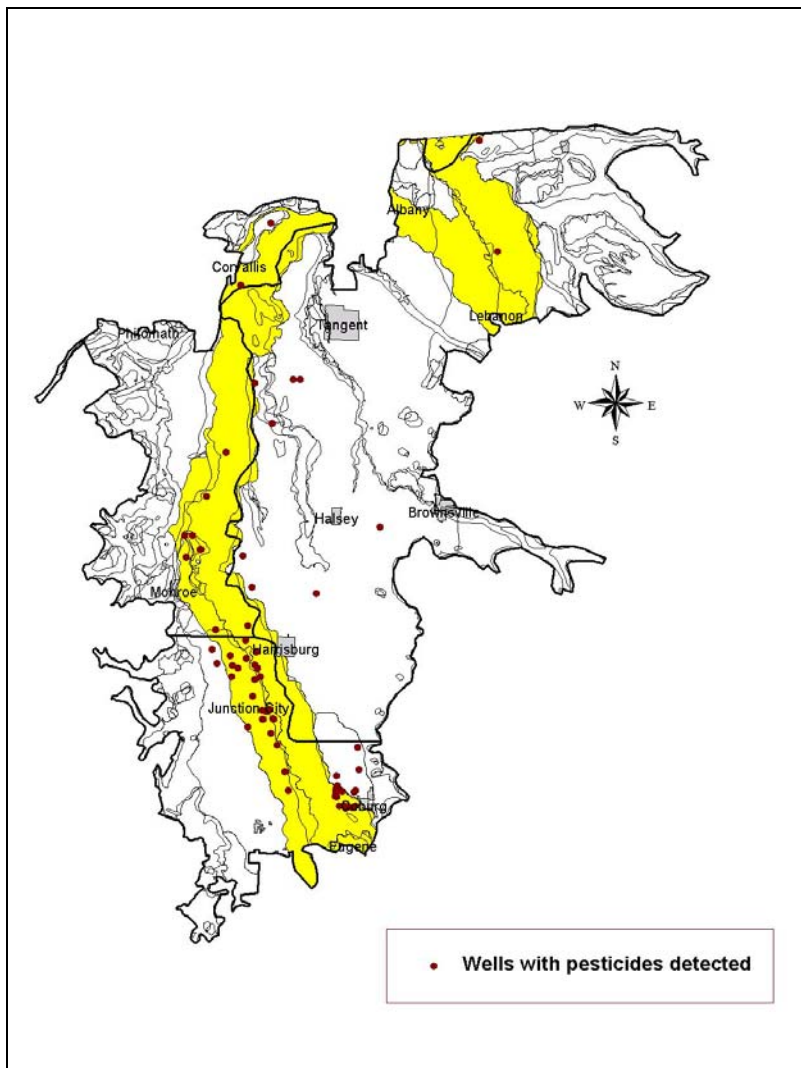 Albany
Corvallis
Lebanon
Tangent
Philomath
N
W E
S
Halsey
Brownsville
Monroe
Harrisburg
Junction City
Coburg
Eugene
Wells with pesticides detected